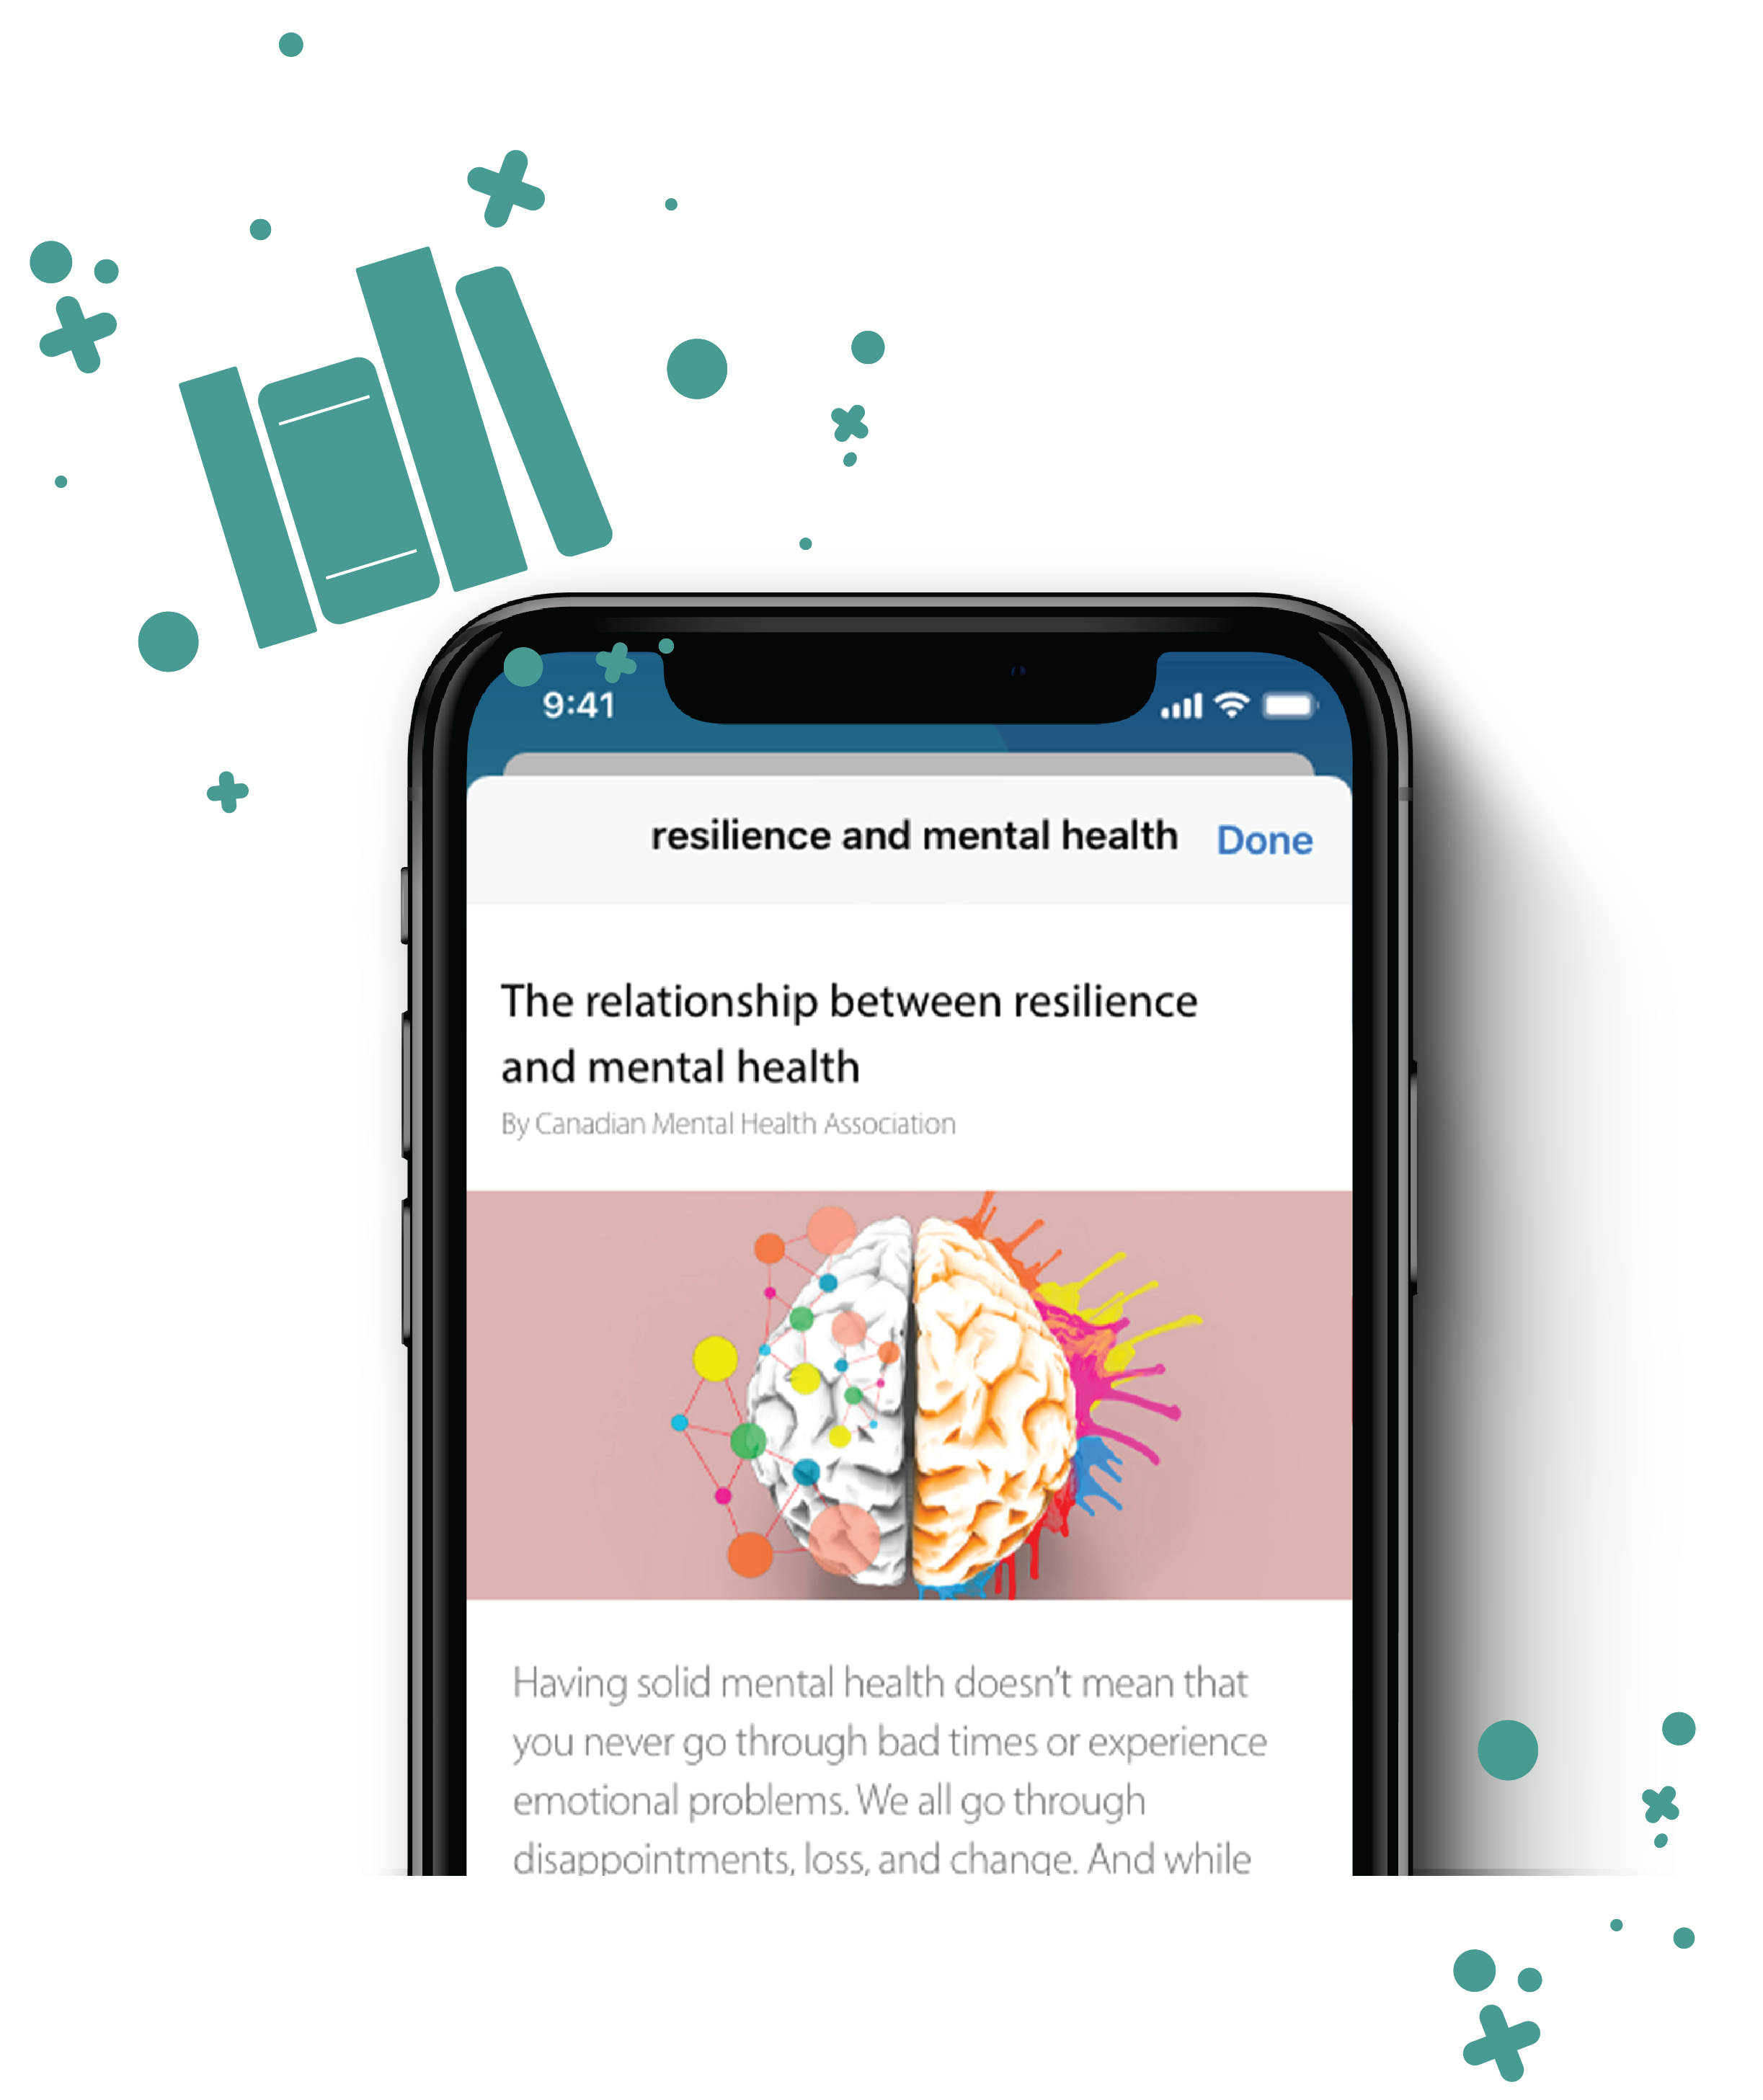 9:41
resilience and mental health Done
The relationship between resilience
and mental health
By Canadian Mental Health Association
Having solid mental health doesn't mean that
you never go through bad times or experience
emotional problems. We all go through
disappointments, loss, and change. And while